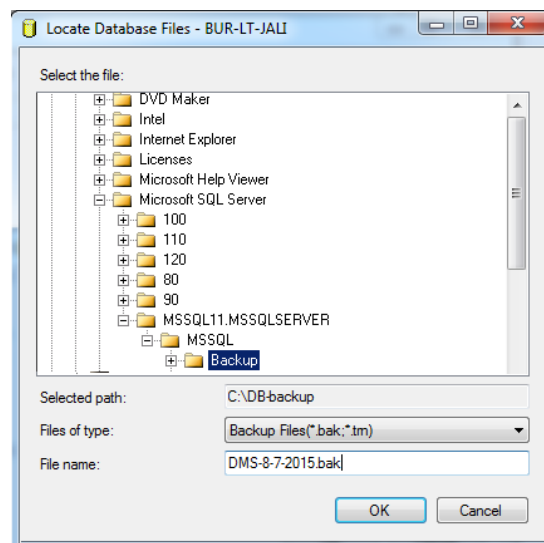 Locate Database Files - BUR-LT-JALI
Select the file:
DVD Maker
Intel
Internet Explorer
Licenses
Microsoft Help Viewer
Microsoft SQL Server
100
110
120
80
90
MSSQL11.MSSQLSERVER
MSSQL
Backup
Selected path: C:\DB-backup
Files of type: Backup Files(*.bak;*.trn)
File name: DMS-8-7-2015.bak
OK Cancel